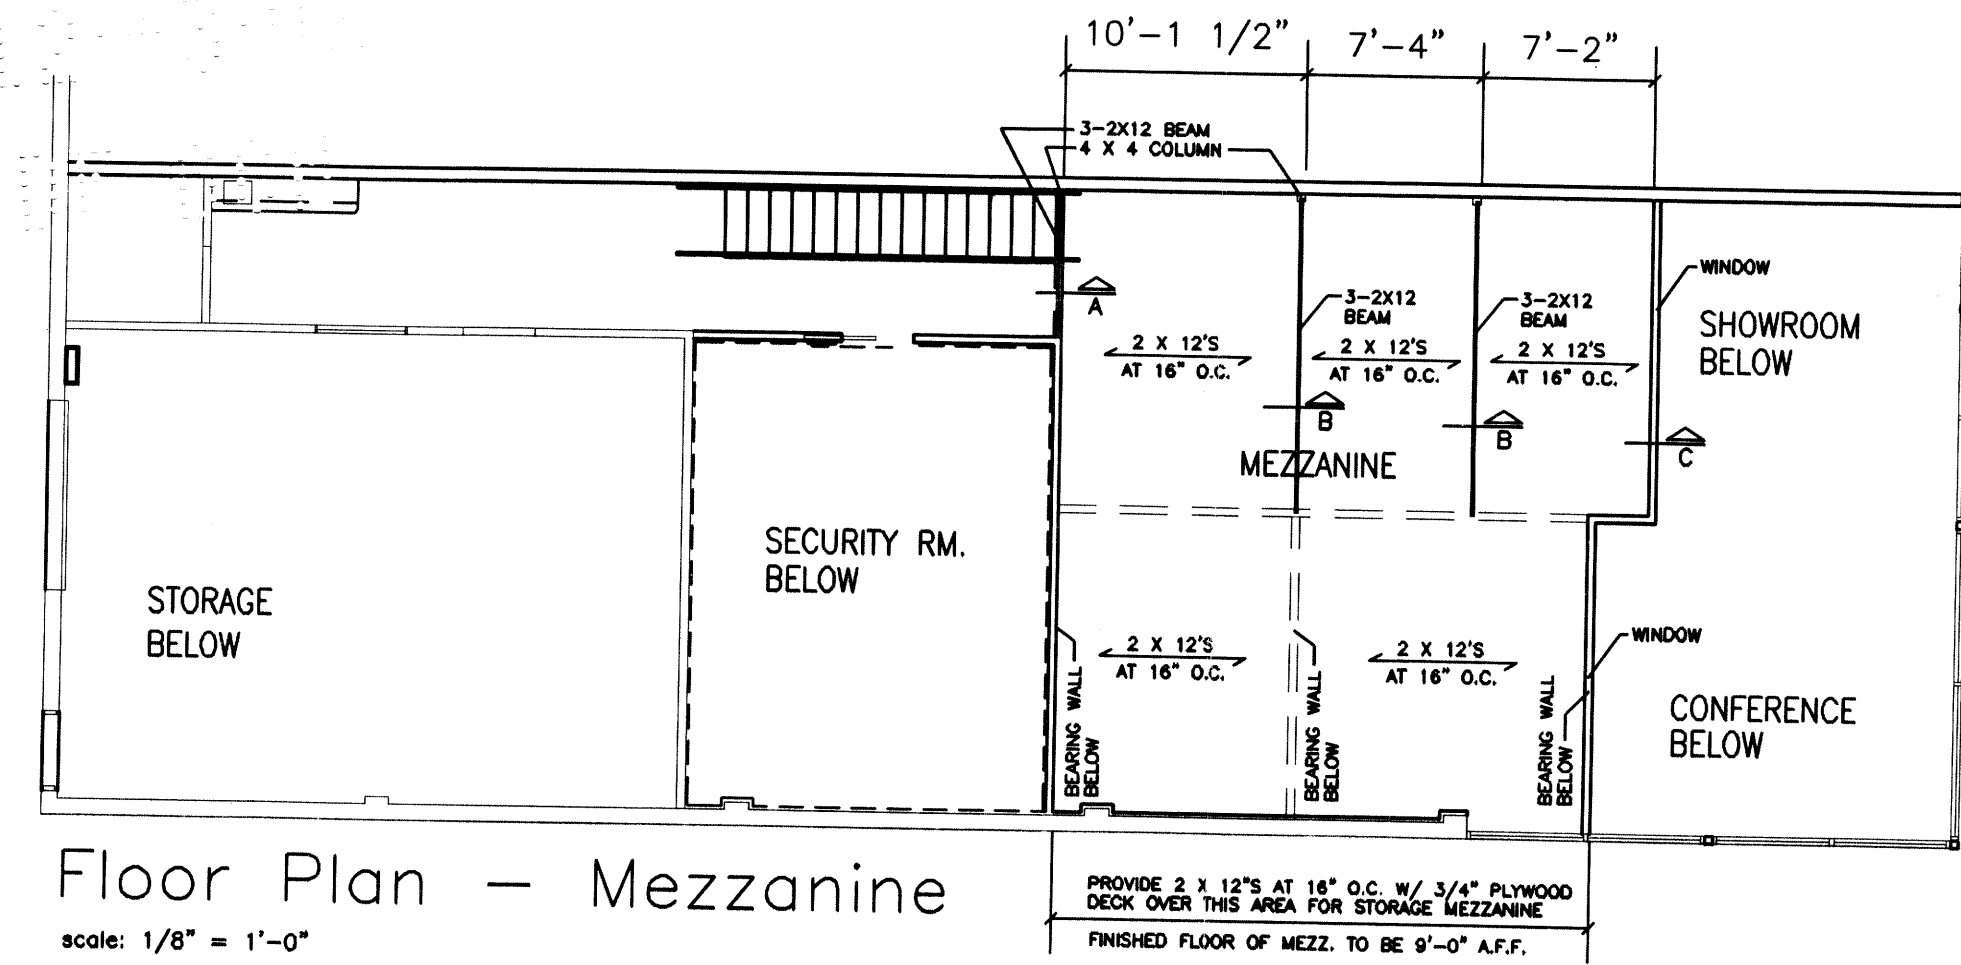 10'-1 1/2"
7'-4"
7'-2"
3-2X12 BEAM
4 X 4 COLUMN
WINDOW
A
3-2X12
BEAM
3-2X12
BEAM
SHOWROOM
BELOW
2 X 12'S
AT 16" O.C.
2 X 12'S
AT 16" O.C.
2 X 12'S
AT 16" O.C.
B
B
C
MEZZANINE
SECURITY RM.
BELOW
STORAGE
BELOW
2 X 12'S
AT 16" O.C.
2 X 12'S
AT 16" O.C.
WINDOW
BEARING WALL
BELOW
BEARING WALL
BELOW
BEARING WALL
BELOW
CONFERENCE
BELOW
Floor Plan - Mezzanine
scale: 1/8" = 1'-0"
PROVIDE 2 X 12"S AT 16" O.C. W/ 3/4" PLYWOOD
DECK OVER THIS AREA FOR STORAGE MEZZANINE
FINISHED FLOOR OF MEZZ. TO BE 9'-0" A.F.F.